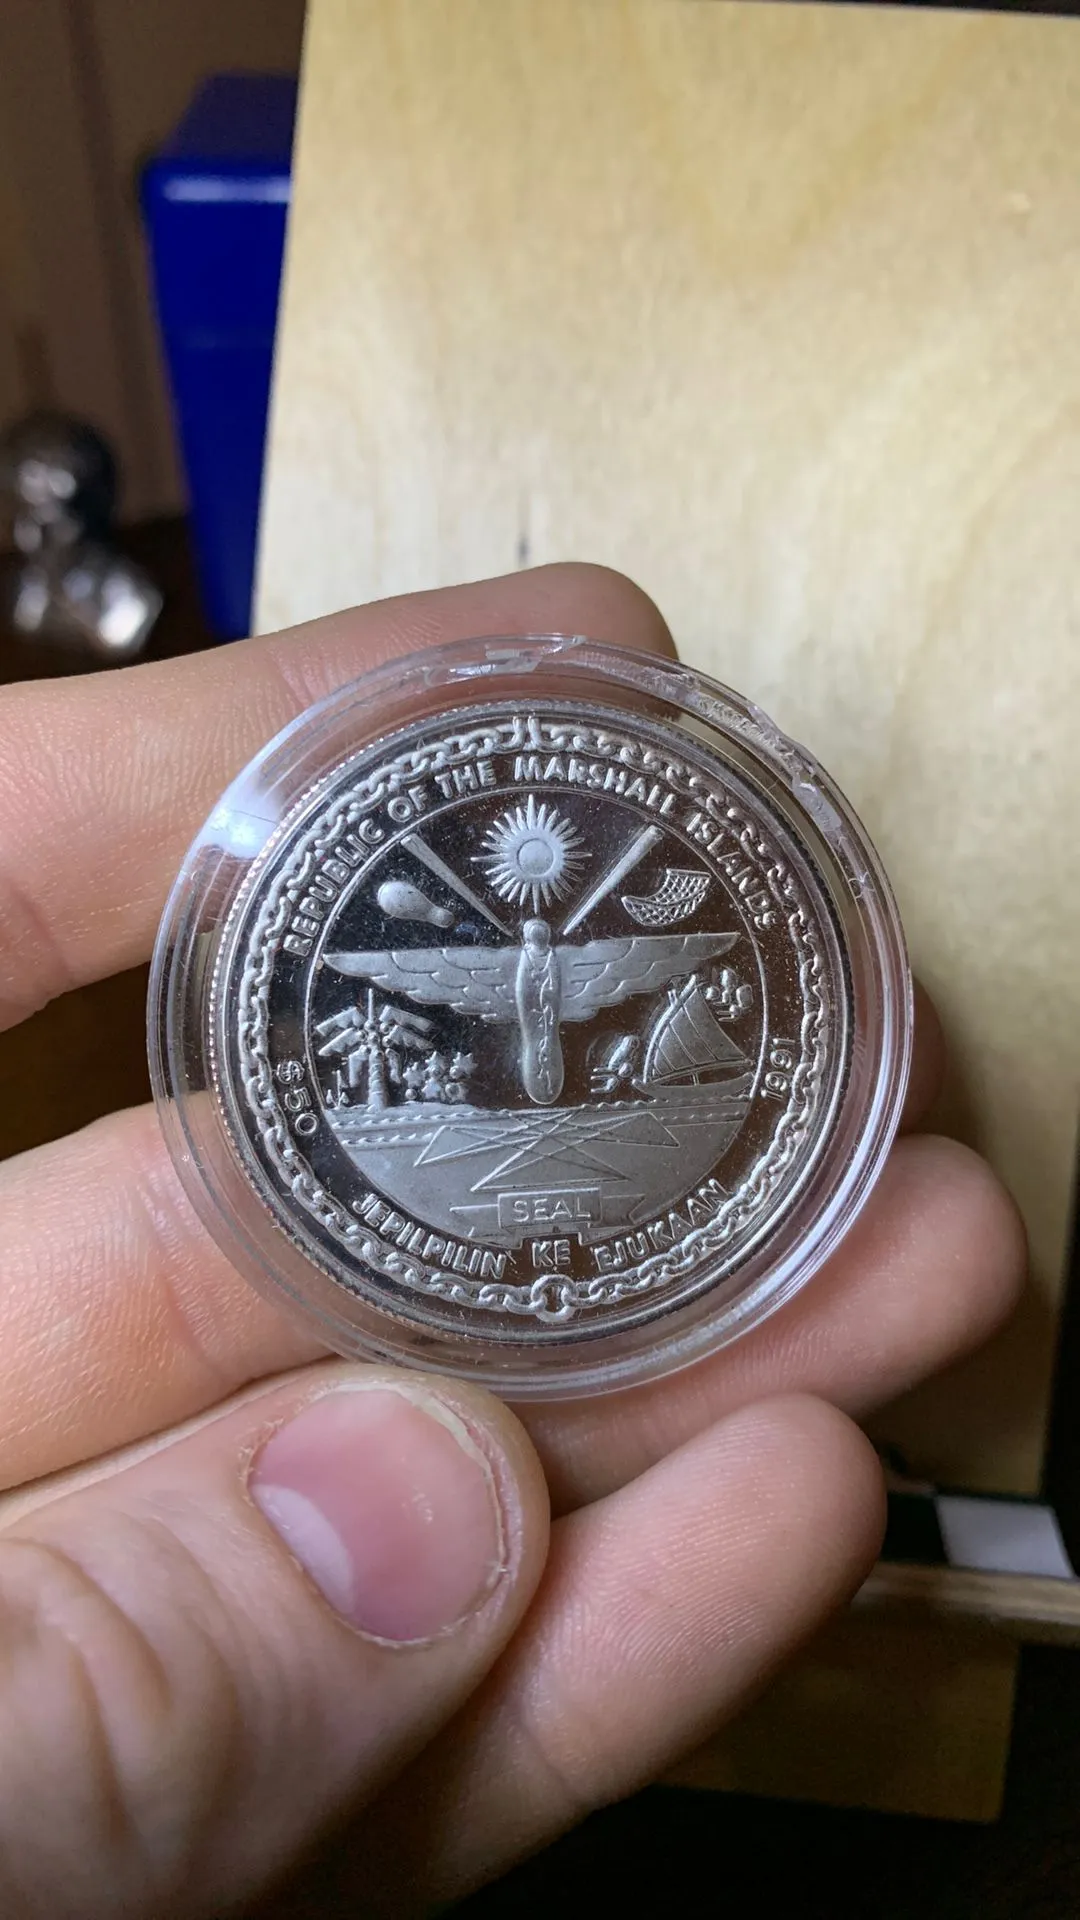 REPUBLIC OF THE MARSHALL ISLANDS
$50
1991
SEAL
JEPILPILIN KE EJUKAAN